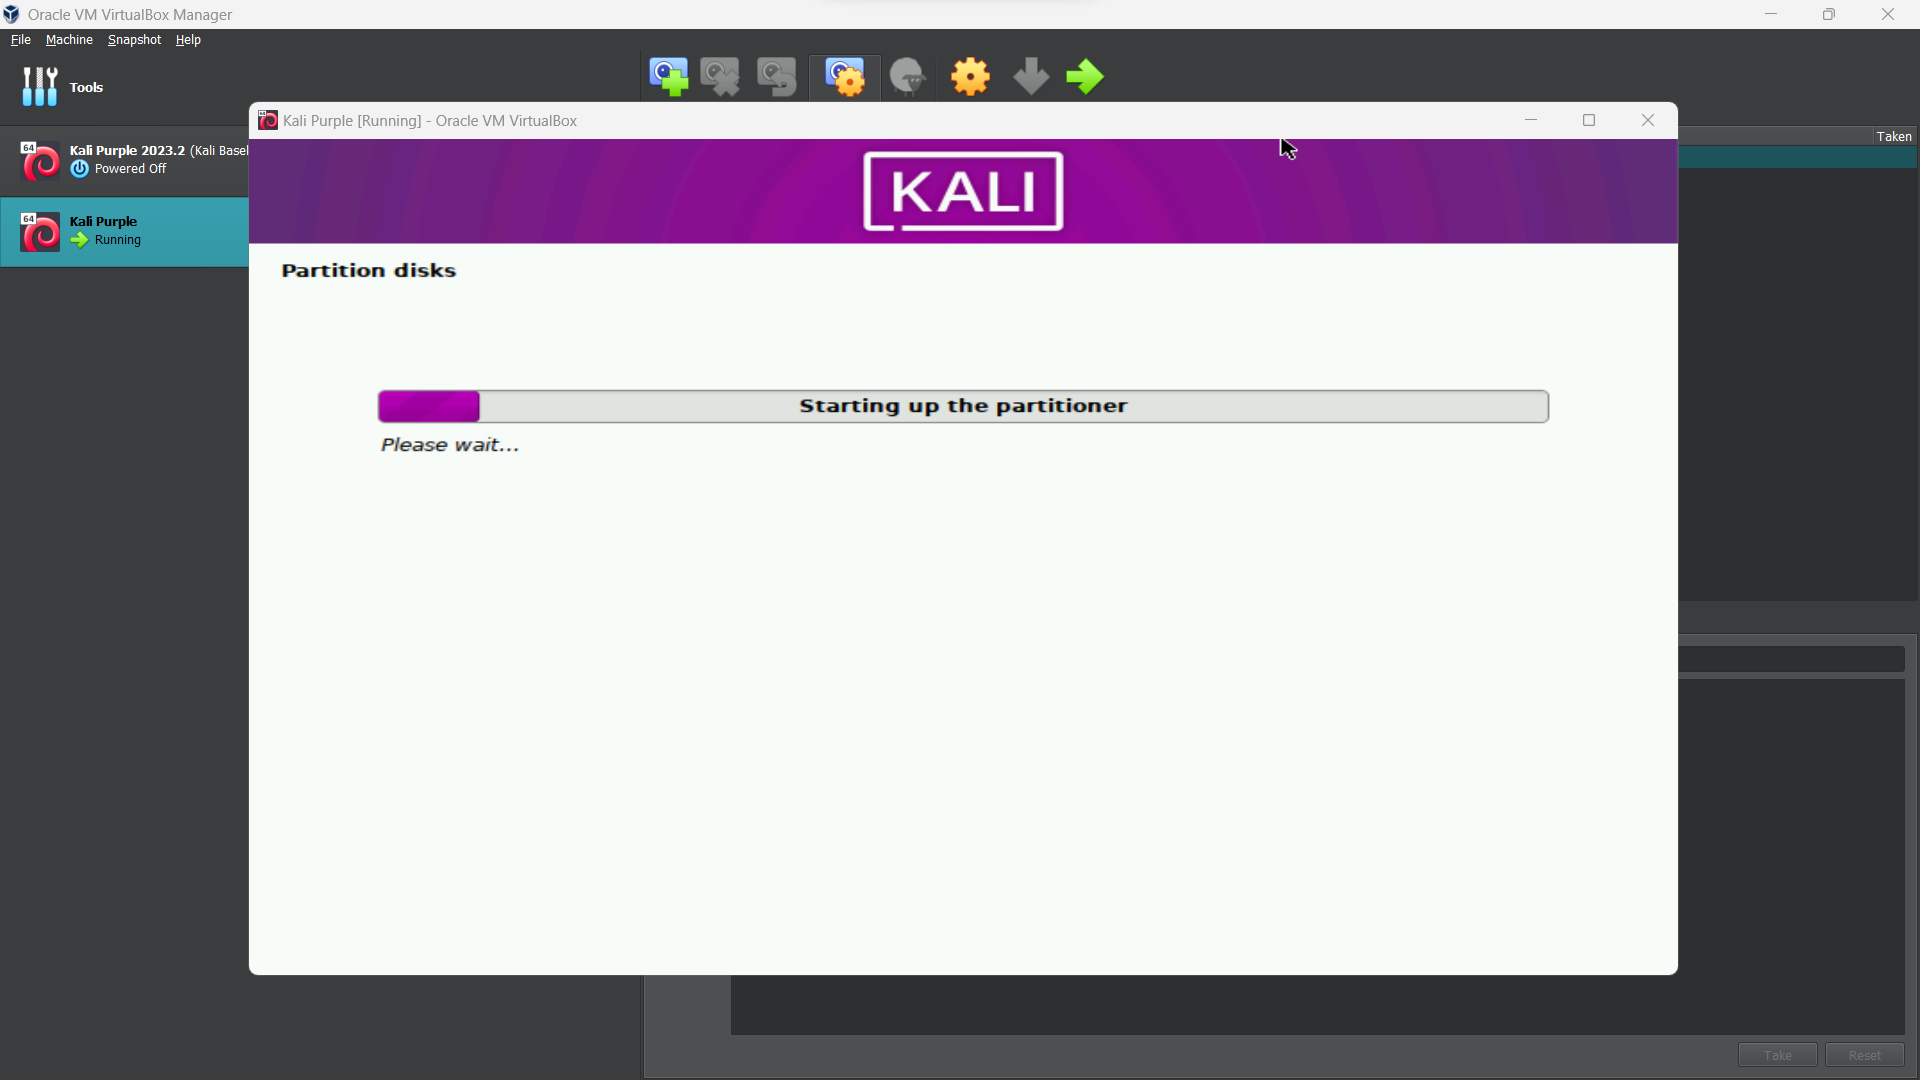 Oracle VM VirtualBox Manager
File Machine Snapshot Help
Tools
64
Kali Purple 2023.2 (Kali Basel
Powered Off
64
Kali Purple
Running
Taken
Kali Purple [Running] - Oracle VM VirtualBox
KALI
Partition disks
Starting up the partitioner
Please wait...
Take Reset